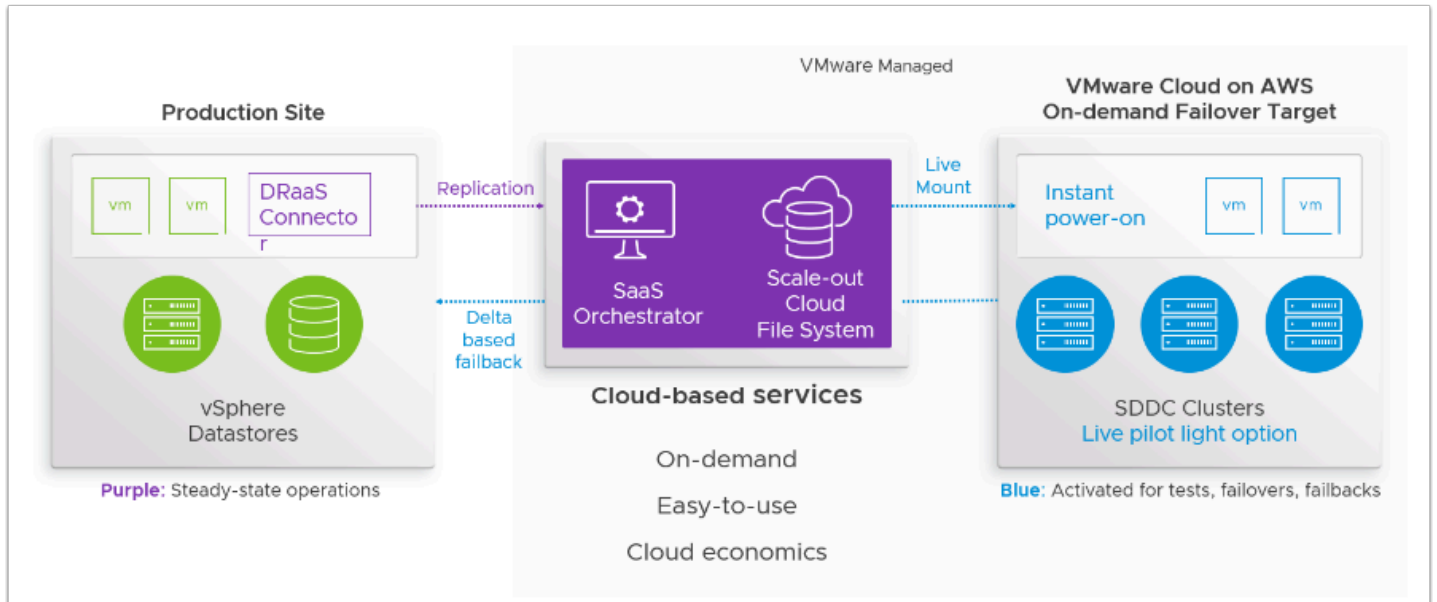 VMware Managed
Production Site
VMware Cloud on AWS
On-demand Failover Target
vm
vm
DRaaS
Connecto
r
Replication
SaaS
Orchestrator
Scale-out
Cloud
File System
Live
Mount
Instant
power-on
vm
vm
Delta
based
failback
vSphere
Datastores
Cloud-based services
SDDC Clusters
Live pilot light option
Purple: Steady-state operations
On-demand
Easy-to-use
Cloud economics
Blue: Activated for tests, failovers, failbacks